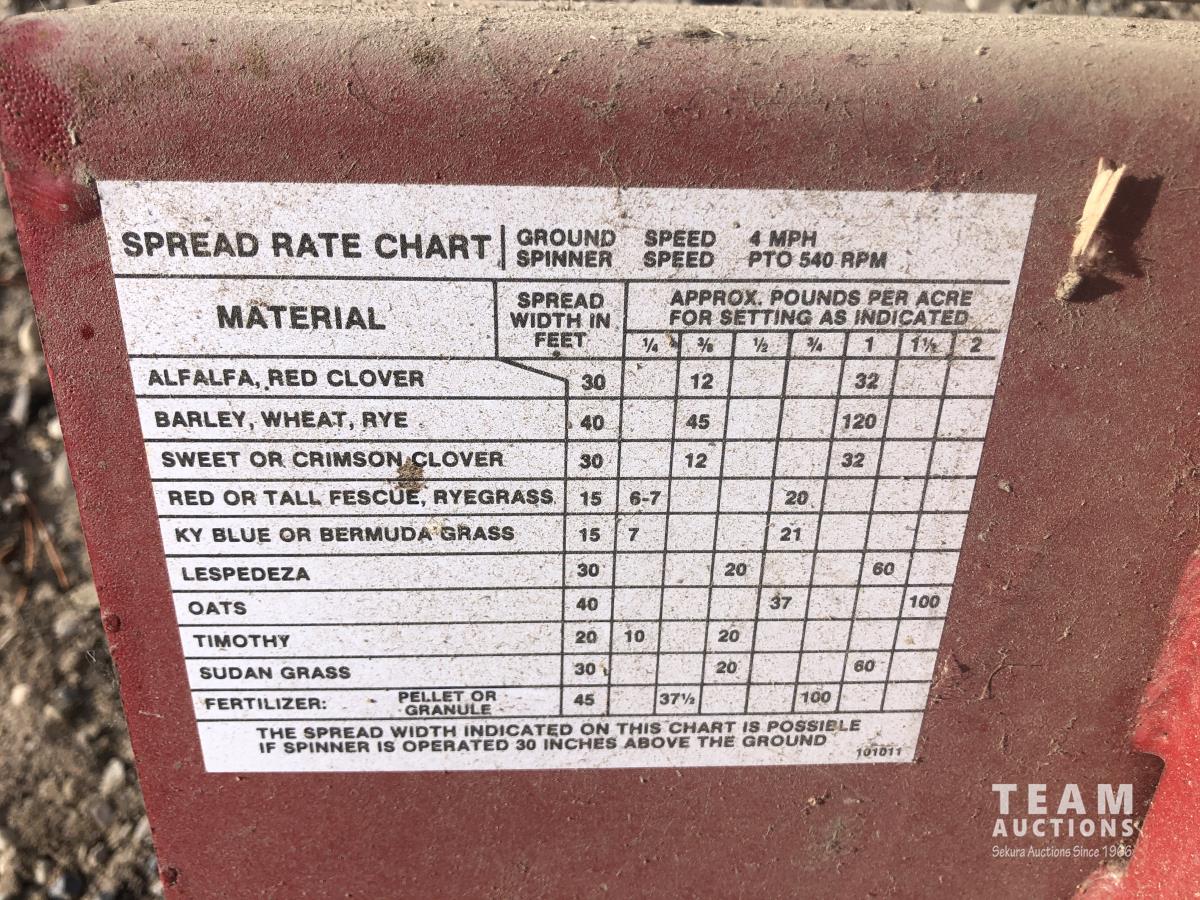 SPREAD RATE CHART
GROUND SPEED 4 MPH
SPINNER SPEED PTO 540 RPM
MATERIAL
SPREAD
WIDTH IN
FEET
APPROX. POUNDS PER ACRE
FOR SETTING AS INDICATED
¼ ⅜ ½ ¾ 1 1½ 2
ALFALFA, RED CLOVER 30 12 32
BARLEY, WHEAT, RYE 40 45 120
SWEET OR CRIMSON CLOVER 30 12 32
RED OR TALL FESCUE, RYEGRASS 15 6-7 20
KY BLUE OR BERMUDA GRASS 15 7 21
LESPEDEZA 30 20 60
OATS 40 37 100
TIMOTHY 20 10 20
SUDAN GRASS 30 20 60
FERTILIZER: PELLET OR GRANULE 45 37½ 100
THE SPREAD WIDTH INDICATED ON THIS CHART IS POSSIBLE
IF SPINNER IS OPERATED 30 INCHES ABOVE THE GROUND
101011
TEAM
AUCTIONS
Sekura Auctions Since 1966